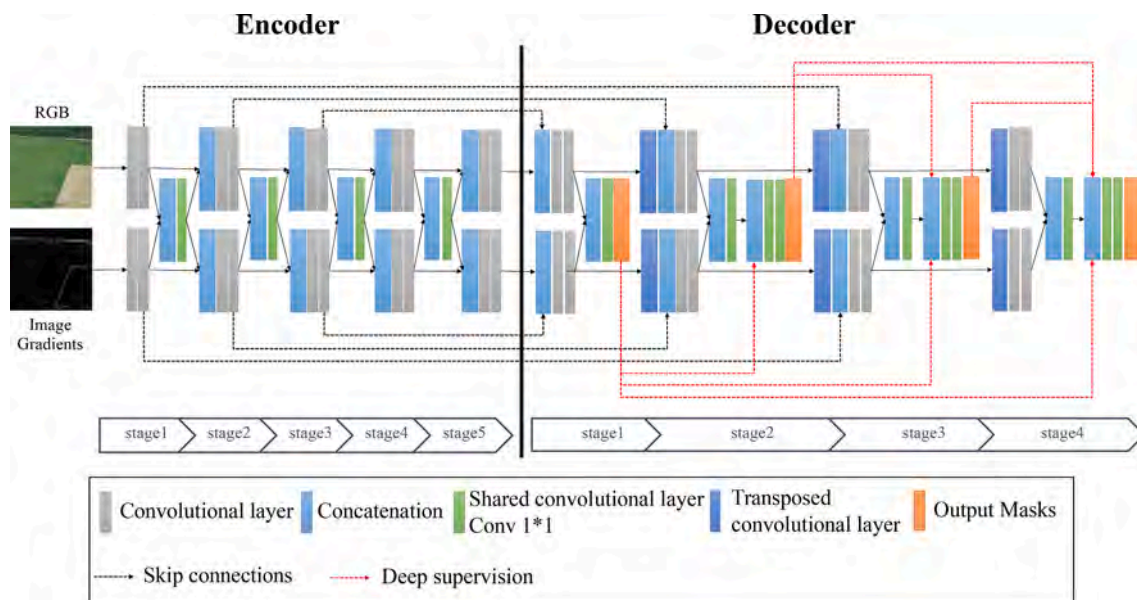 Encoder
Decoder
RGB
Image
Gradients
stage1
stage2
stage3
stage4
stage5
stage1
stage2
stage3
stage4
Convolutional layer
Concatenation
Shared convolutional layer
Conv 1*1
Transposed
convolutional layer
Output Masks
Skip connections
Deep supervision